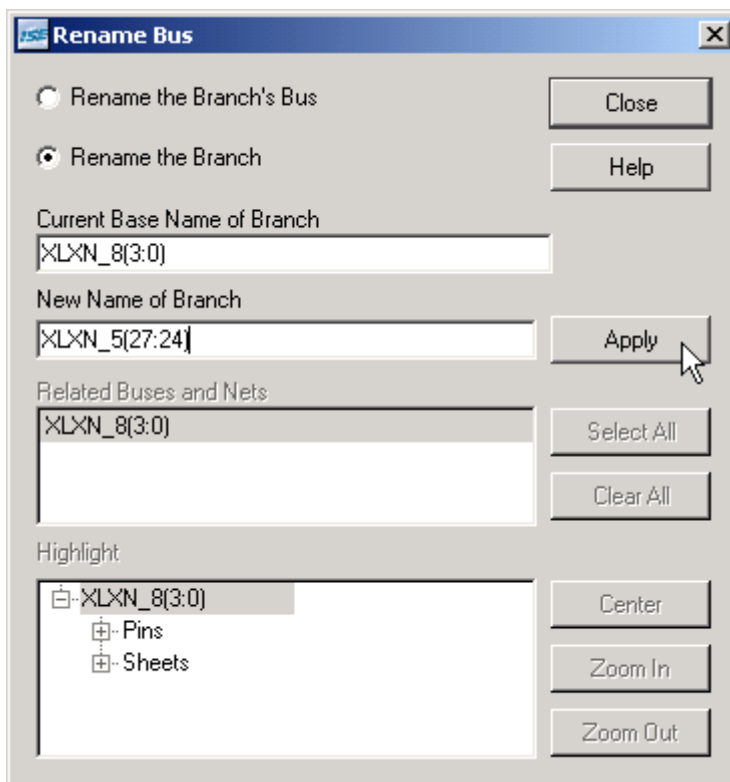 ISE Rename Bus
Rename the Branch's Bus
Close
Rename the Branch
Help
Current Base Name of Branch
XLXN_8(3:0)
New Name of Branch
XLXN_5(27:24)
Apply
Related Buses and Nets
XLXN_8(3:0)
Select All
Clear All
Highlight
XLXN_8(3:0)
Center
Pins
Sheets
Zoom In
Zoom Out